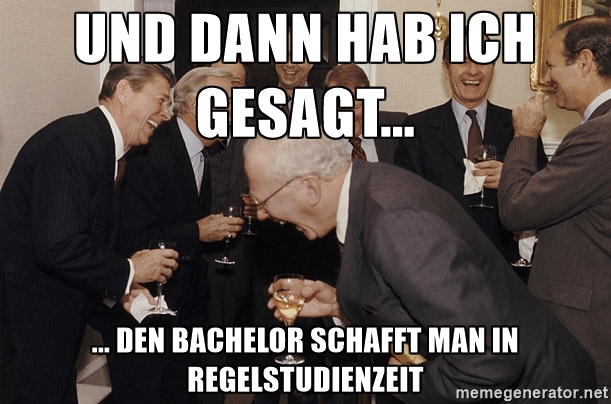 UND DANN HAB ICH
GESAGT...
... DEN BACHELOR SCHAFFT MAN IN
REGELSTUDIENZEIT
memegenerator.net